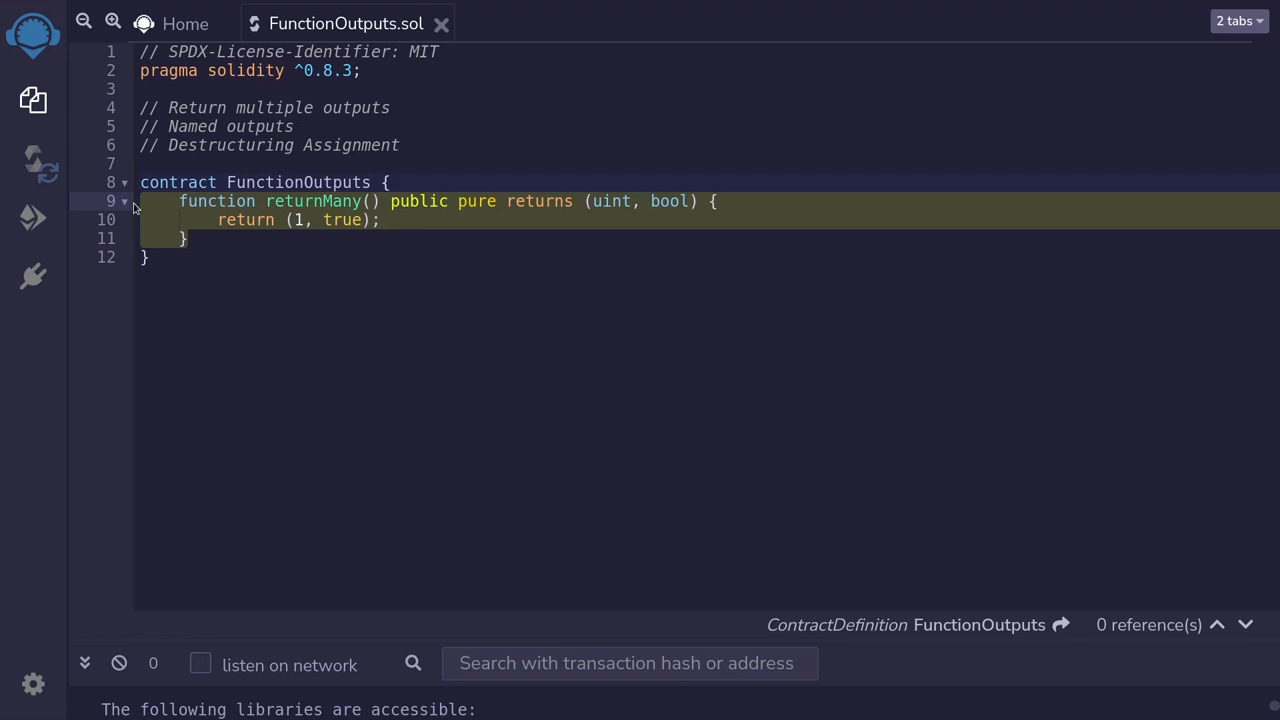 Home
FunctionOutputs.sol
2 tabs
1 // SPDX-License-Identifier: MIT
2 pragma solidity ^0.8.3;
3
4 // Return multiple outputs
5 // Named outputs
6 // Destructuring Assignment
7
8 contract FunctionOutputs {
9     function returnMany() public pure returns (uint, bool) {
10         return (1, true);
11     }
12 }
ContractDefinition FunctionOutputs 0 reference(s)
0 listen on network Search with transaction hash or address
The following libraries are accessible: